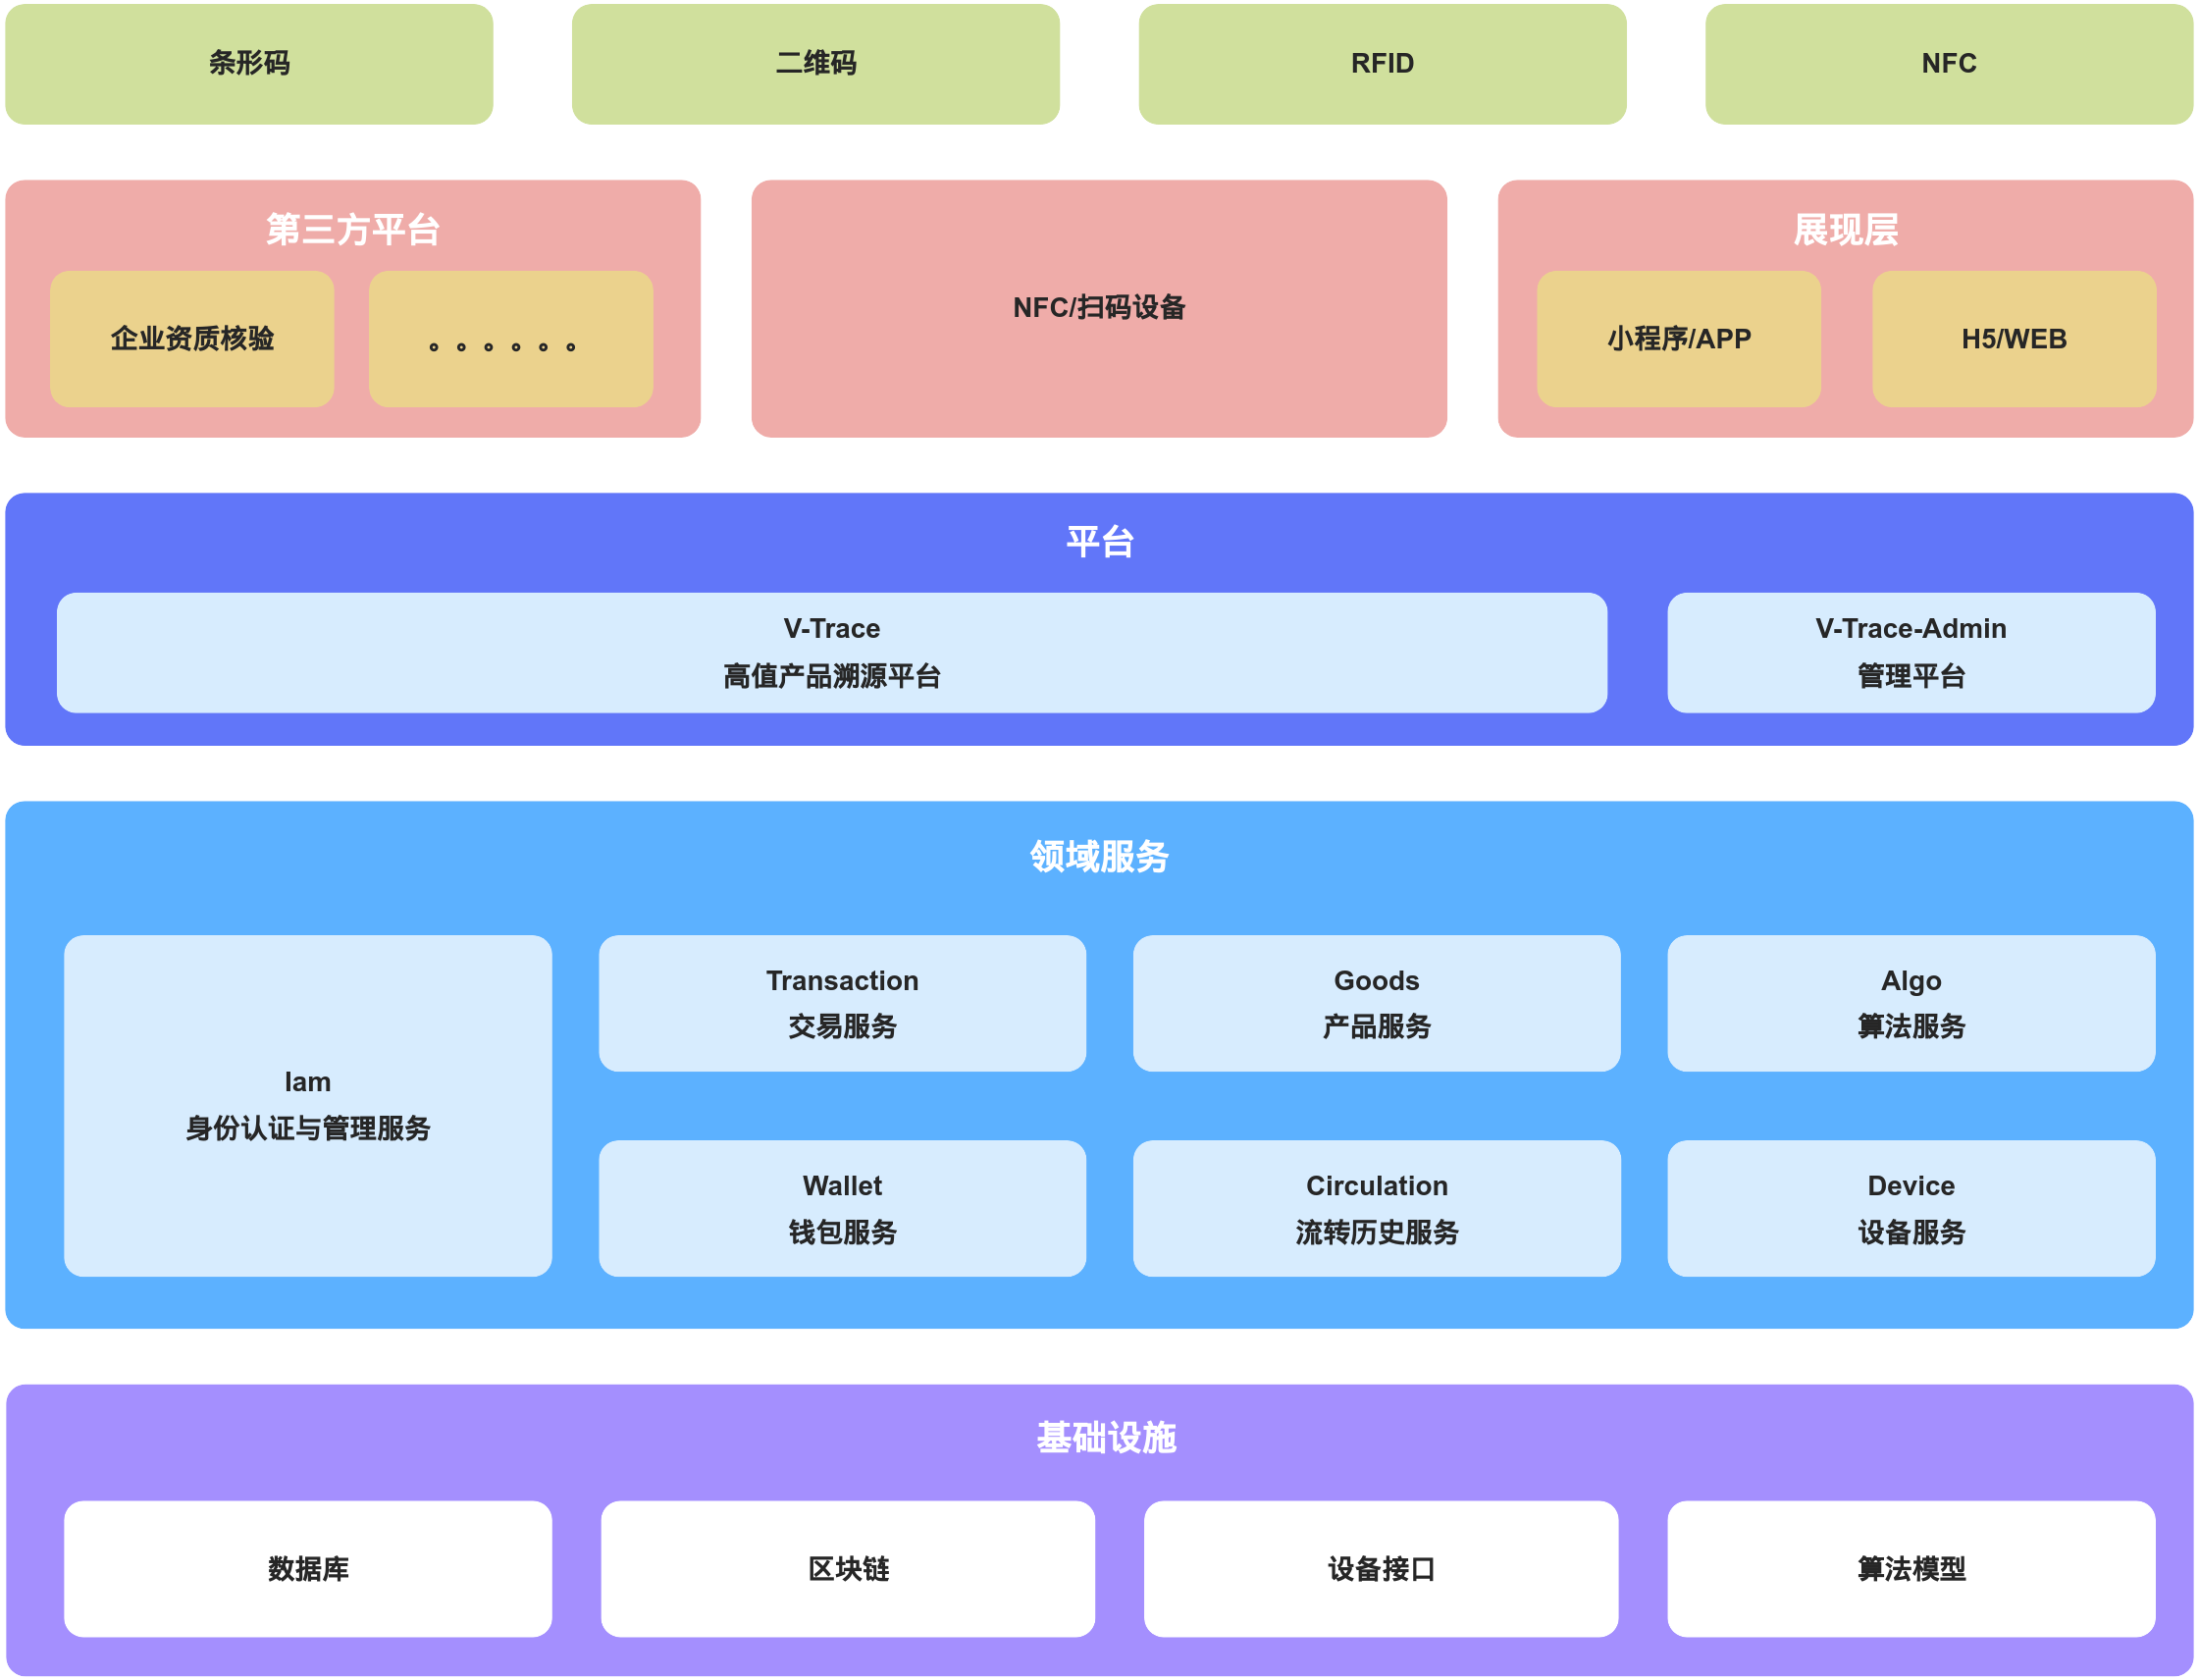 条形码
二维码
RFID
NFC
第三方平台
企业资质核验
。。。。。。
NFC/扫码设备
展现层
小程序/APP
H5/WEB
平台
V-Trace
高值产品溯源平台
V-Trace-Admin
管理平台
领域服务
Iam
身份认证与管理服务
Transaction
交易服务
Goods
产品服务
Algo
算法服务
Wallet
钱包服务
Circulation
流转历史服务
Device
设备服务
基础设施
数据库
区块链
设备接口
算法模型